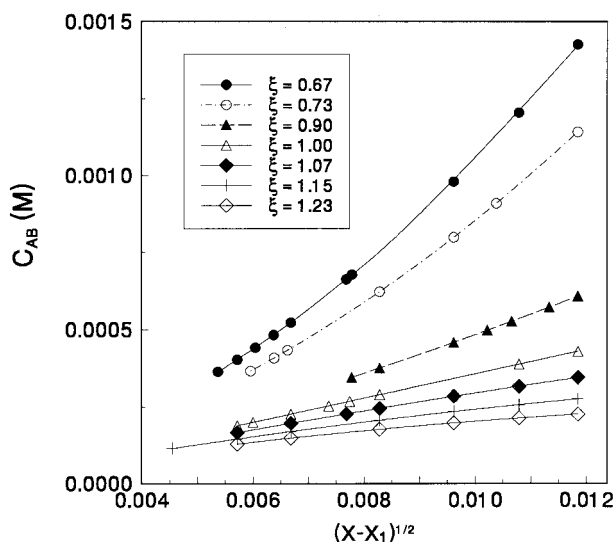 0.0015
0.0010
0.0005
0.0000
C_AB (M)
ξ = 0.67
ξ = 0.73
ξ = 0.90
ξ = 1.00
ξ = 1.07
ξ = 1.15
ξ = 1.23
0.004 0.006 0.008 0.010 0.012
(X-X₁)¹/²